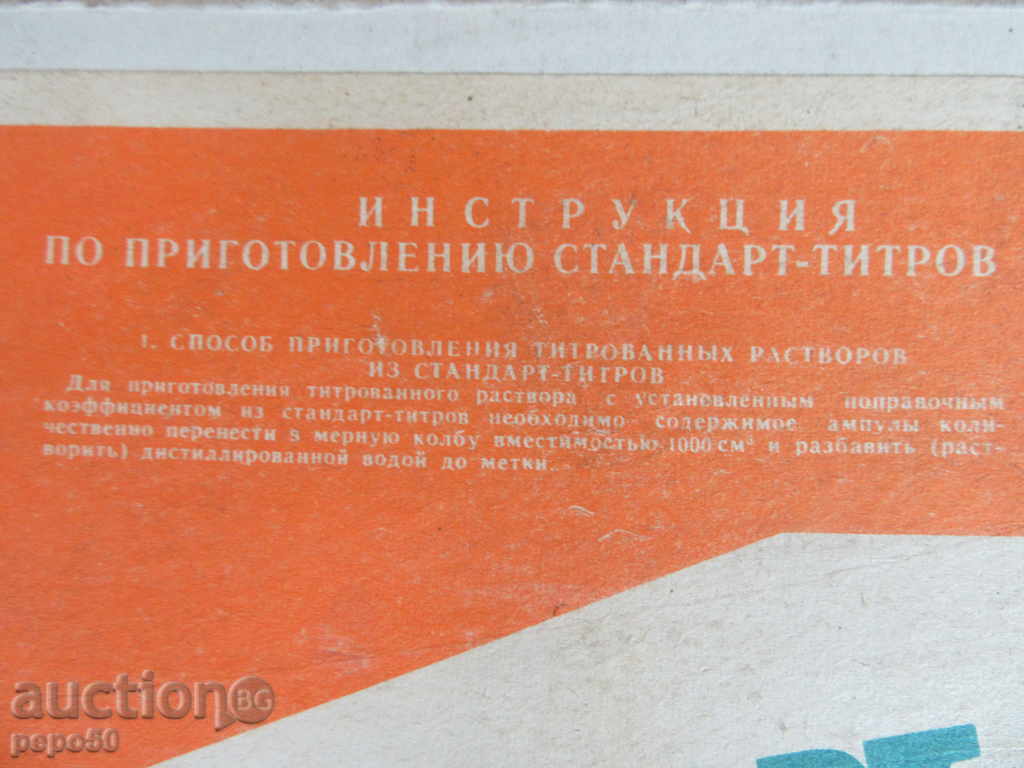 ИНСТРУКЦИЯ
ПО ПРИГОТОВЛЕНИЮ СТАНДАРТ-ТИТРОВ
1. СПОСОБ ПРИГОТОВЛЕНИЯ ТИТРОВАННЫХ РАСТВОРОВ
ИЗ СТАНДАРТ-ТИТРОВ
Для приготовления титрованного раствора с установленным поправочным
коэффициентом из стандарт-титров необходимо содержимое ампулы коли-
чественно перенести в мерную колбу вместимостью 1000 см³ и разбавить (раст-
ворить) дистиллированной водой до метки.
auction BG
pepo50